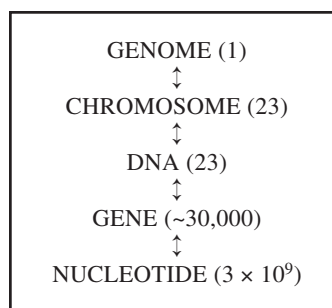 GENOME (1)
↕
CHROMOSOME (23)
↕
DNA (23)
↕
GENE (~30,000)
↕
NUCLEOTIDE (3 × 10⁹)